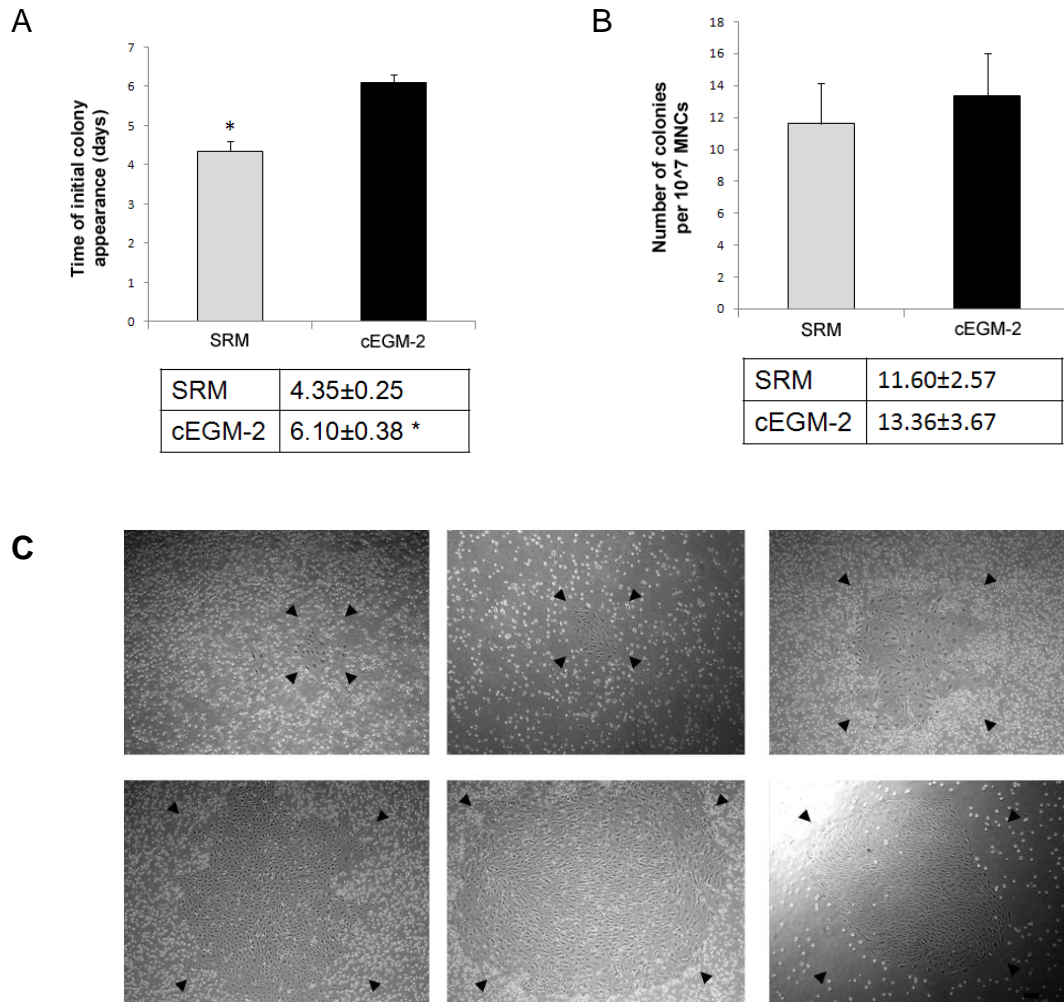 A
7
6
5
4
3
2
1
0
Time of initial colony
appearance (days)
*
SRM
cEGM-2
SRM 4.35±0.25
cEGM-2 6.10±0.38 *
B
18
16
14
12
10
8
6
4
2
0
Number of colonies
per 10^7 MNCs
SRM
cEGM-2
SRM 11.60±2.57
cEGM-2 13.36±3.67
C